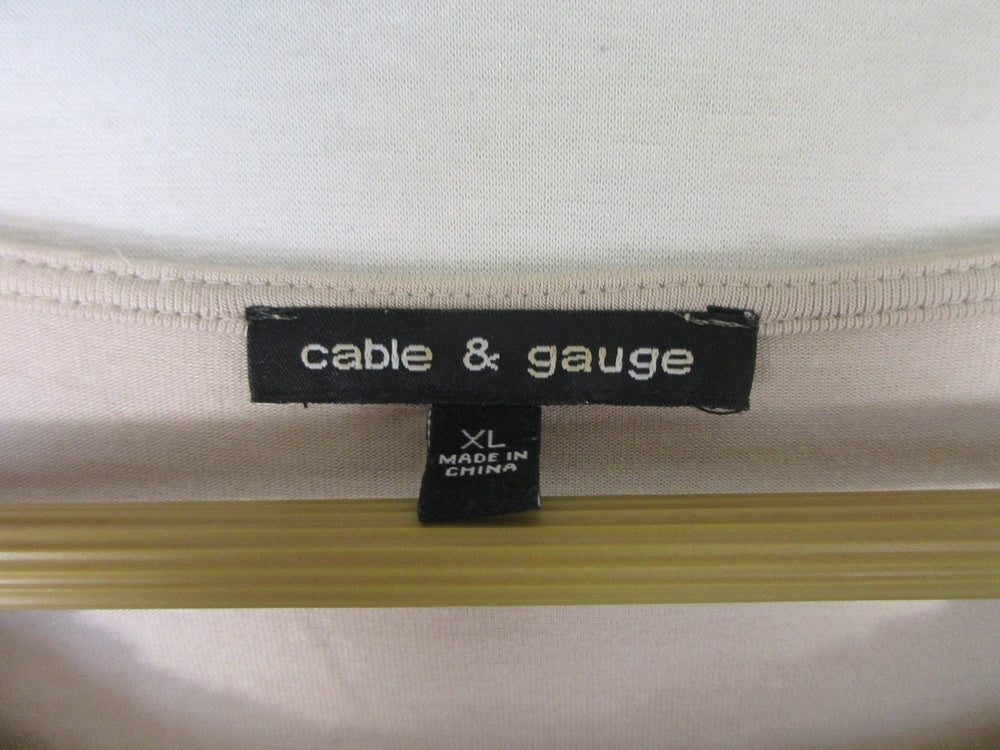 cable & gauge
XL
MADE IN
CHINA